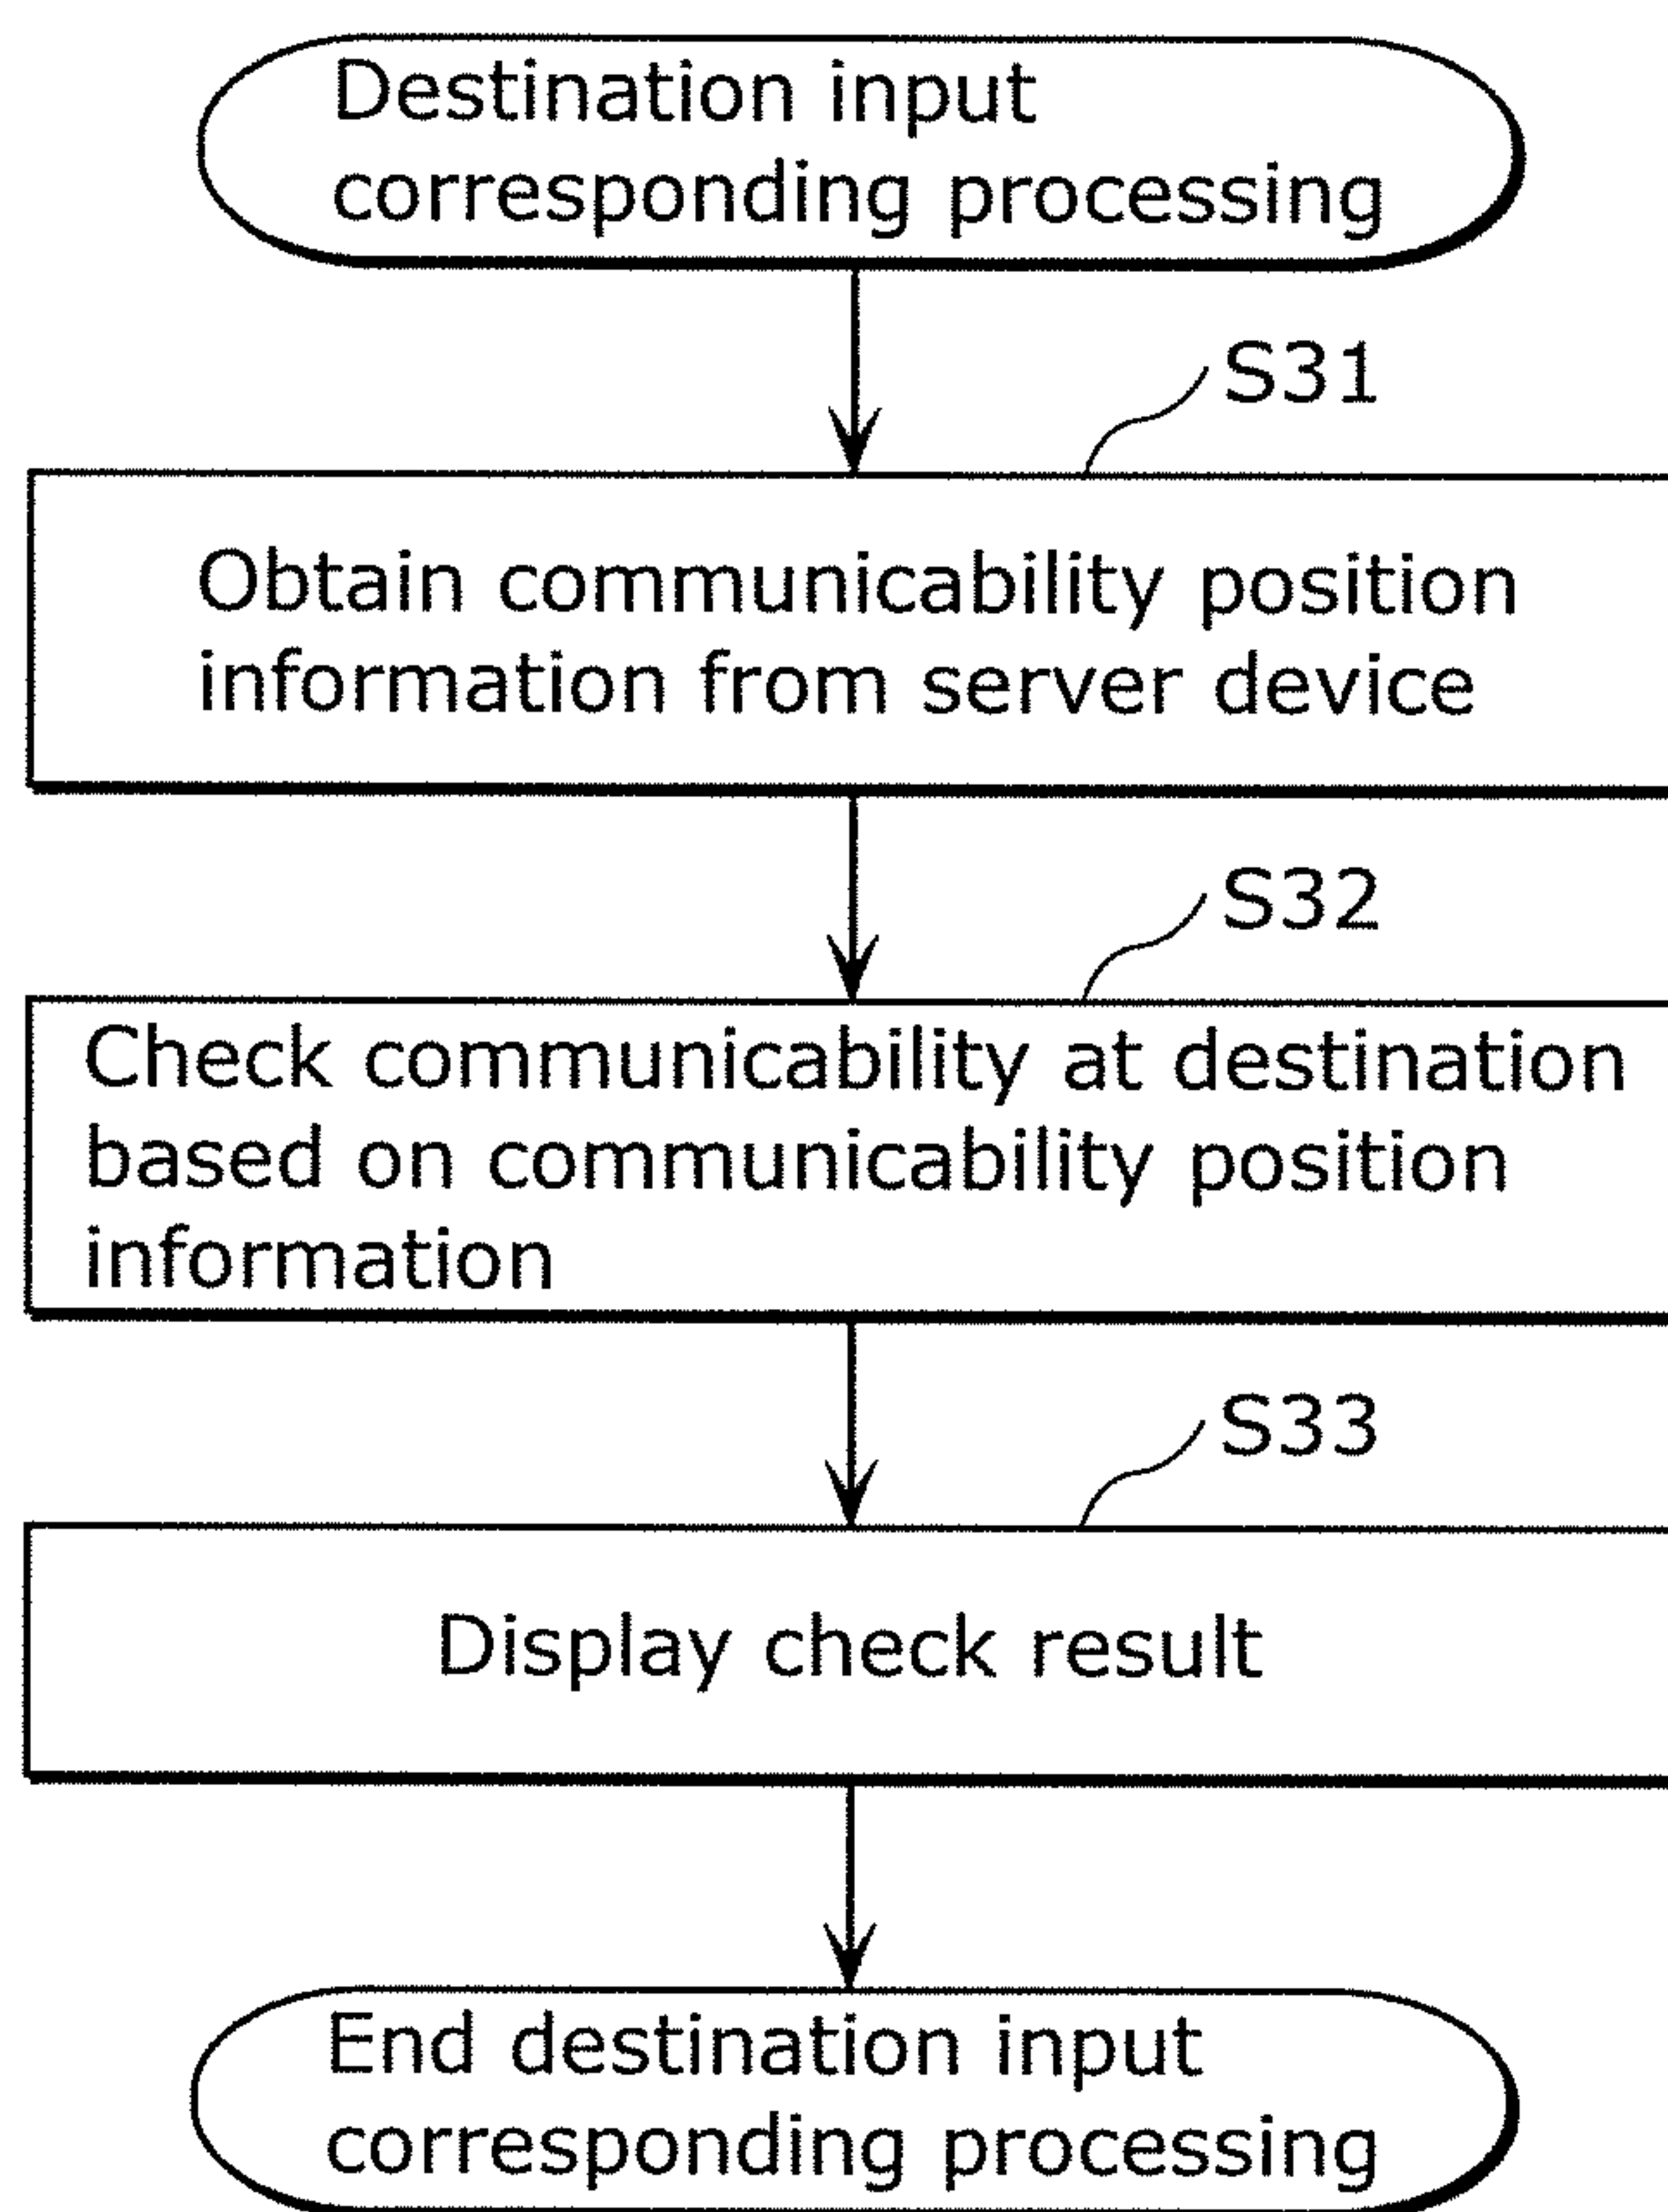 Destination input
corresponding processing
S31
Obtain communicability position
information from server device
S32
Check communicability at destination
based on communicability position
information
S33
Display check result
End destination input
corresponding processing